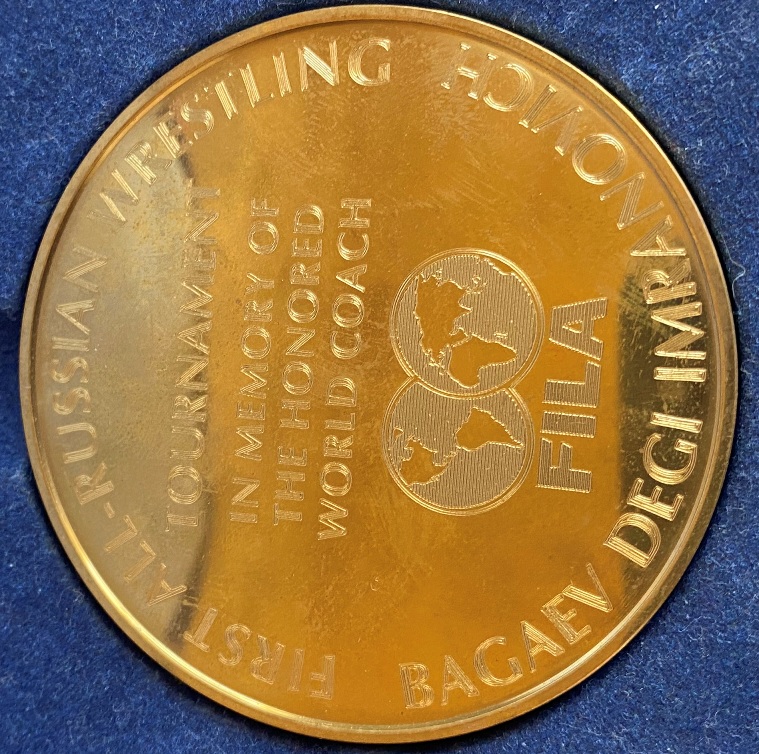 FIRST ALL-RUSSIAN WRESTLING
TOURNAMENT
IN MEMORY OF
THE HONORED
WORLD COACH
FILA
BAGAEV DEGI IMRANOVICH